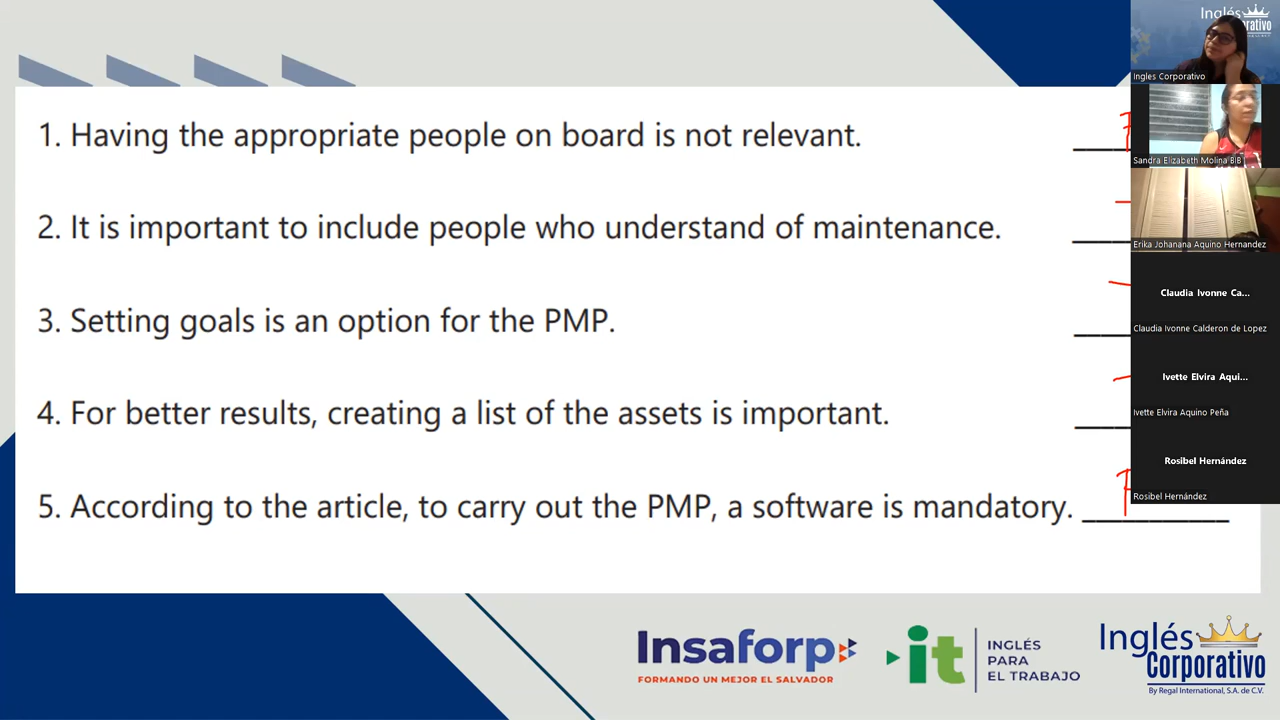 1. Having the appropriate people on board is not relevant.
2. It is important to include people who understand of maintenance.
3. Setting goals is an option for the PMP.
4. For better results, creating a list of the assets is important.
5. According to the article, to carry out the PMP, a software is mandatory.
Inglés
Corporativo
Ingles Corporativo
Sandra Elizabeth Molina BIB
Erika Johanana Aquino Hernandez
Claudia Ivonne Ca...
Claudia Ivonne Calderon de Lopez
Ivette Elvira Aqui...
Ivette Elvira Aquino Peña
Rosibel Hernández
Rosibel Hernández
Insaforp
FORMANDO UN MEJOR EL SALVADOR
it
INGLÉS
PARA
EL TRABAJO
Inglés
Corporativo
By Regal International, S.A. de C.V.